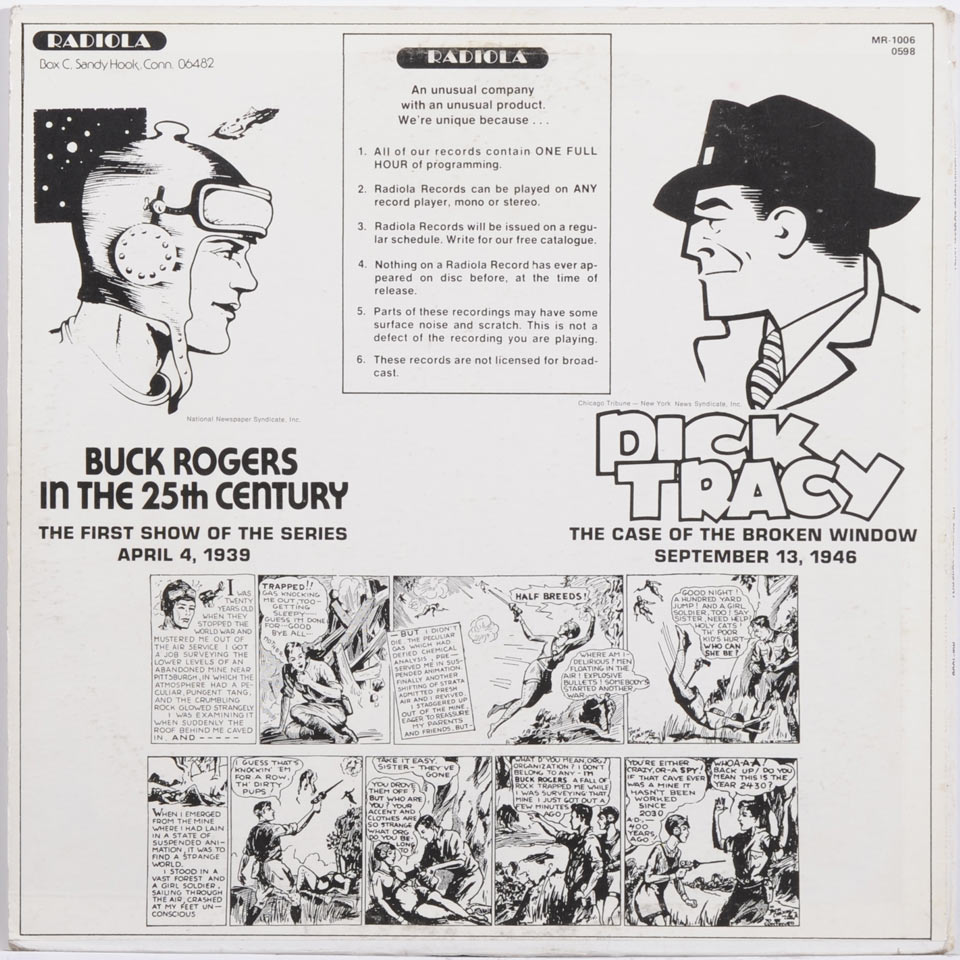 RADIOLA
Box C, Sandy Hook, Conn. 06482
RADIOLA
An unusual company
with an unusual product.
We're unique because . . .
1. All of our records contain ONE FULL
HOUR of programming.
2. Radiola Records can be played on ANY
record player, mono or stereo.
3. Radiola Records will be issued on a regu-
lar schedule. Write for our free catalogue.
4. Nothing on a Radiola Record has ever ap-
peared on disc before, at the time of
release.
5. Parts of these recordings may have some
surface noise and scratch. This is not a
defect of the recording you are playing.
6. These records are not licensed for broad-
cast.
MR-1006
0598
National Newspaper Syndicate, Inc.
Chicago Tribune — New York News Syndicate, Inc.
BUCK ROGERS
IN THE 25th CENTURY
THE FIRST SHOW OF THE SERIES
APRIL 4, 1939
DICK
TRACY
THE CASE OF THE BROKEN WINDOW
SEPTEMBER 13, 1946
I WAS
TWENTY
YEARS OLD
WHEN THEY
STOPPED THE
WORLD WAR AND
MUSTERED ME OUT OF
THE AIR SERVICE I GOT
A JOB SURVEYING THE
LOWER LEVELS OF AN
ABANDONED MINE NEAR
PITTSBURGH, IN WHICH THE
ATMOSPHERE HAD A PE-
CULIAR, PUNGENT TANG,
AND THE CRUMBLING
ROCK GLOWED STRANGELY
I WAS EXAMINING IT
WHEN SUDDENLY THE
ROOF BEHIND ME CAVED
IN, AND -----
TRAPPED!!
GAS KNOCKING
ME OUT, TOO-
GETTING
SLEEPY—
GUESS I'M DONE
FOR—GOOD
BYE ALL—
—BUT I DIDN'T
DIE. THE PECULIAR
GAS WHICH HAD
DEFIED CHEMICAL
ANALYSIS, PRE-
SERVED ME IN SUS-
PENDED ANIMATION.
FINALLY ANOTHER
SHIFTING OF STRATA
ADMITTED FRESH
AIR AND I REVIVED.
I STAGGERED UP
OUT OF THE MINE,
EAGER TO REASSURE
MY PARENTS
AND FRIENDS, BUT—
HALF BREEDS!
WHERE AM I—
DELIRIOUS? MEN
FLOATING IN THE
AIR! EXPLOSIVE
BULLETS! SOMEBODY'S
STARTED ANOTHER
WAR
GOOD NIGHT!
A HUNDRED YARD
JUMP! AND A GIRL
SOLDIER, TOO! SAY
SISTER, NEED HELP?
HOLY CATS!
TH' POOR
KID'S HURT—
WHO CAN
SHE BE?
WHEN I EMERGED
FROM THE MINE
WHERE I HAD LAIN
IN A STATE OF
SUSPENDED ANI-
MATION, IT WAS TO
FIND A STRANGE
WORLD.
I STOOD IN A
VAST FOREST AND
A GIRL SOLDIER,
SAILING THROUGH
THE AIR, CRASHED
AT MY FEET UN-
CONSCIOUS
I GUESS THAT'S
KNOCKIN' 'EM
FOR A ROW,
TH' DIRTY
PUPS.
TAKE IT EASY,
SISTER-THEY'VE
GONE
YOU DROVE
THEM OFF!
BUT WHO ARE
YOU? YOUR
ACCENT AND
CLOTHES ARE
SO STRANGE
WHAT ORG
DO YOU BE-
LONG
TO?
WHAT D'YOU MEAN, ORG?
ORGANIZATION? I DON'T
BELONG TO ANY - I'M
BUCK ROGERS A FALL OF
ROCK TRAPPED ME WHILE
I WAS SURVEYING THAT
MINE I JUST GOT OUT A
FEW MINUTES
AGO
YOU'RE EITHER
CRAZY, OR-A SPY!
IF THAT CAVE EVER
WAS A MINE IT
HASN'T BEEN
WORKED
SINCE
2030
A.D.—
400
YEARS
AGO
WHOA-A-A
BACK UP! DO YOU
MEAN THIS IS THE
YEAR 2430?